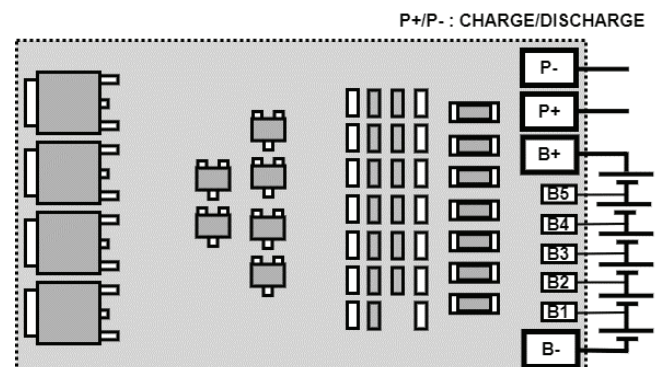 P+/P- : CHARGE/DISCHARGE
P-
P+
B+
B5
B4
B3
B2
B1
B-